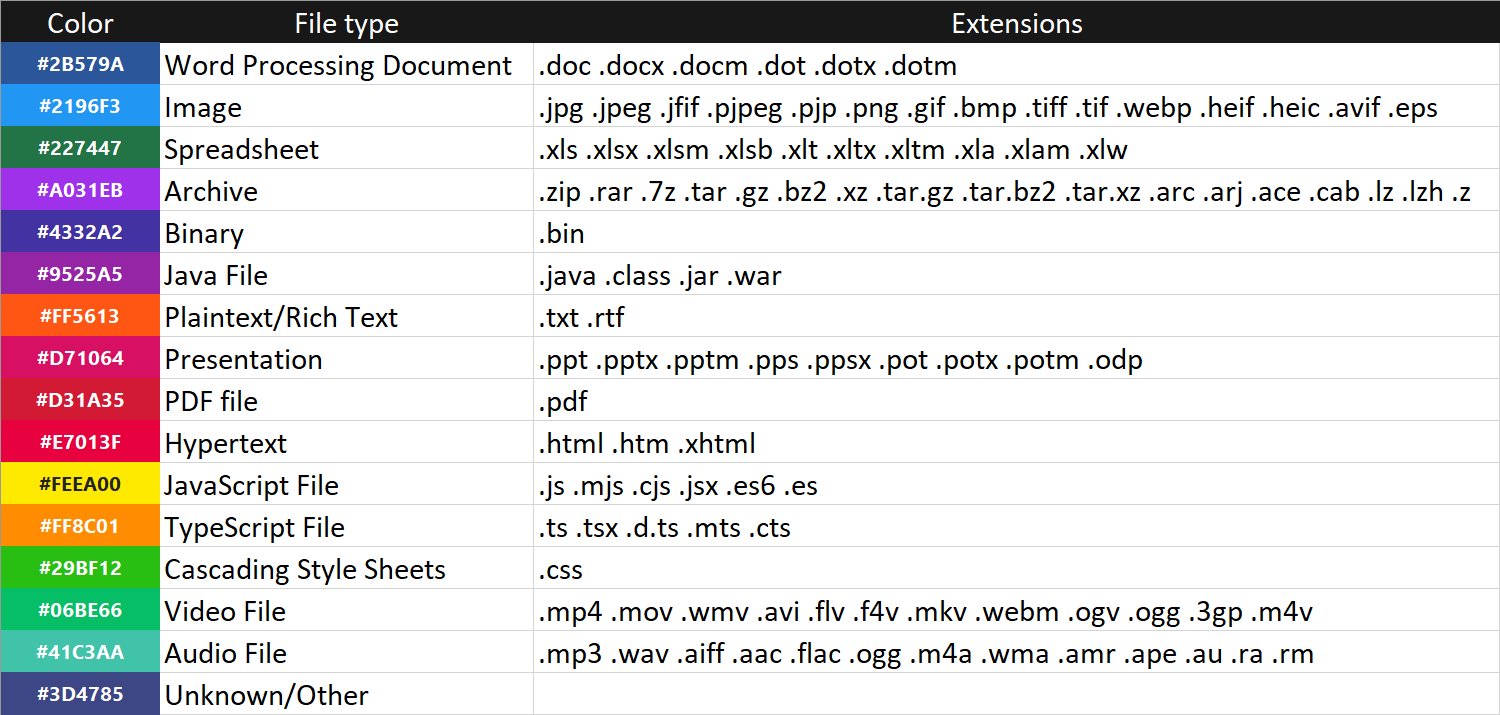 Color File type Extensions
#2B579A Word Processing Document .doc .docx .docm .dot .dotx .dotm
#2196F3 Image .jpg .jpeg .jfif .pjpeg .pjp .png .gif .bmp .tiff .tif .webp .heif .heic .avif .eps
#227447 Spreadsheet .xls .xlsx .xlsm .xlsb .xlt .xltx .xltm .xla .xlam .xlw
#A031EB Archive .zip .rar .7z .tar .gz .bz2 .xz .tar.gz .tar.bz2 .tar.xz .arc .arj .ace .cab .lz .lzh .z
#4332A2 Binary .bin
#9525A5 Java File .java .class .jar .war
#FF5613 Plaintext/Rich Text .txt .rtf
#D71064 Presentation .ppt .pptx .pptm .pps .ppsx .pot .potx .potm .odp
#D31A35 PDF file .pdf
#E7013F Hypertext .html .htm .xhtml
#FEEA00 JavaScript File .js .mjs .cjs .jsx .es6 .es
#FF8C01 TypeScript File .ts .tsx .d.ts .mts .cts
#29BF12 Cascading Style Sheets .css
#06BE66 Video File .mp4 .mov .wmv .avi .flv .f4v .mkv .webm .ogv .ogg .3gp .m4v
#41C3AA Audio File .mp3 .wav .aiff .aac .flac .ogg .m4a .wma .amr .ape .au .ra .rm
#3D4785 Unknown/Other